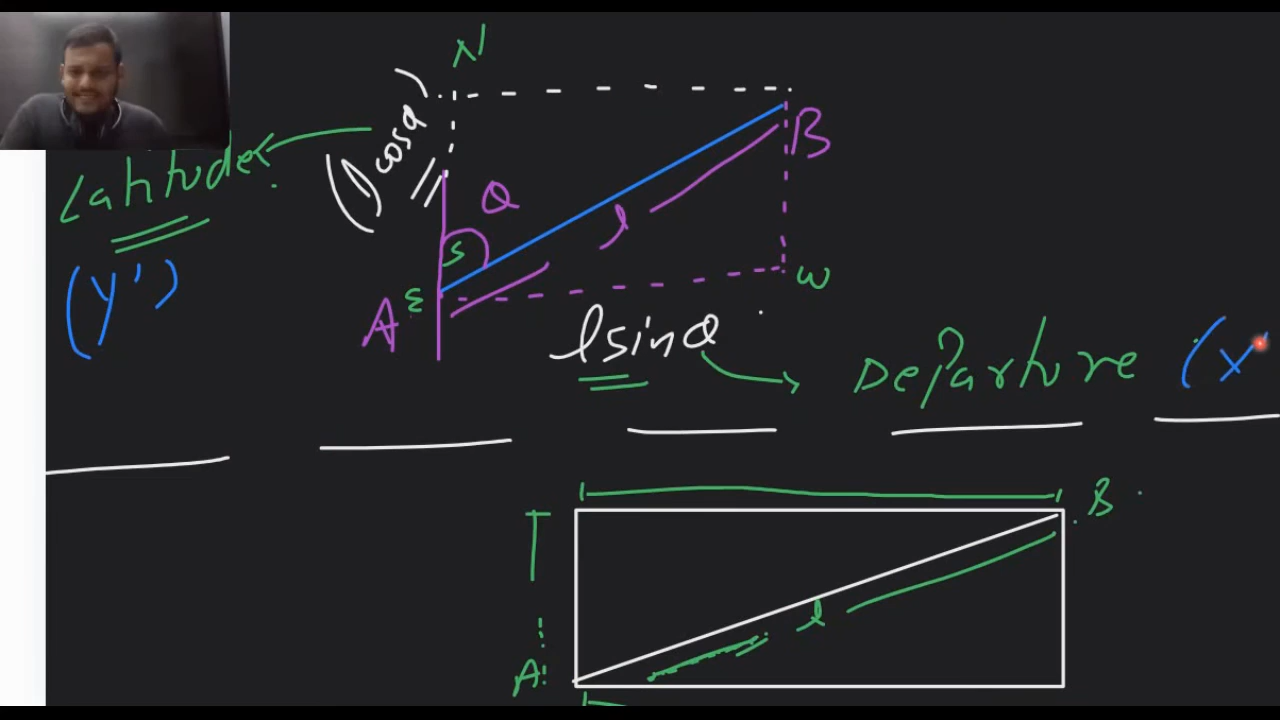 N
(l cosθ)
Latitude
θ
B
l
S
(y')
A
E
W
l sinθ
Departure (x'
B
l
A